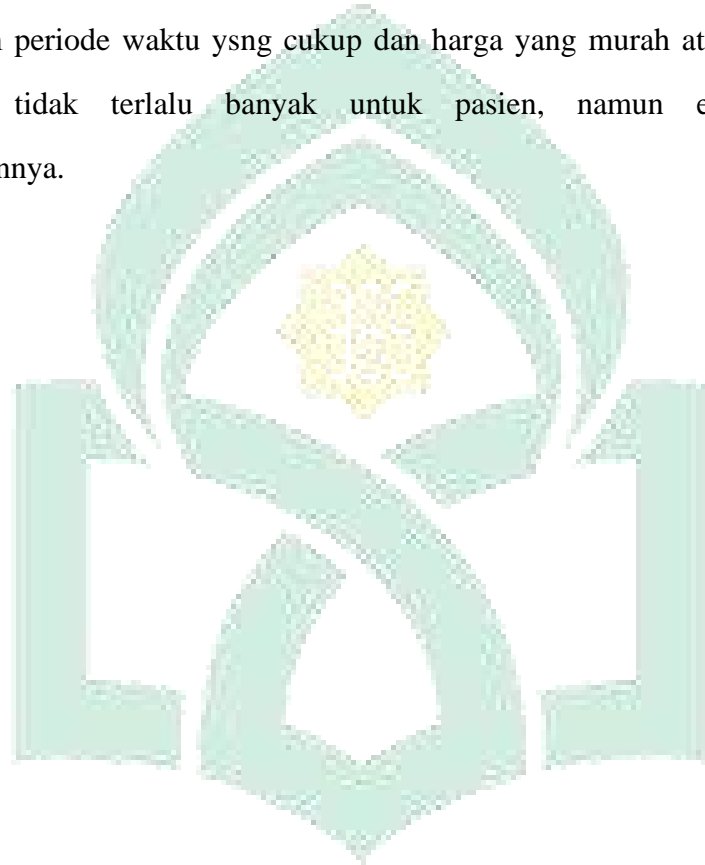 periode waktu ysng cukup dan harga yang murah at
tidak terlalu banyak untuk pasien, namun e
nnya.